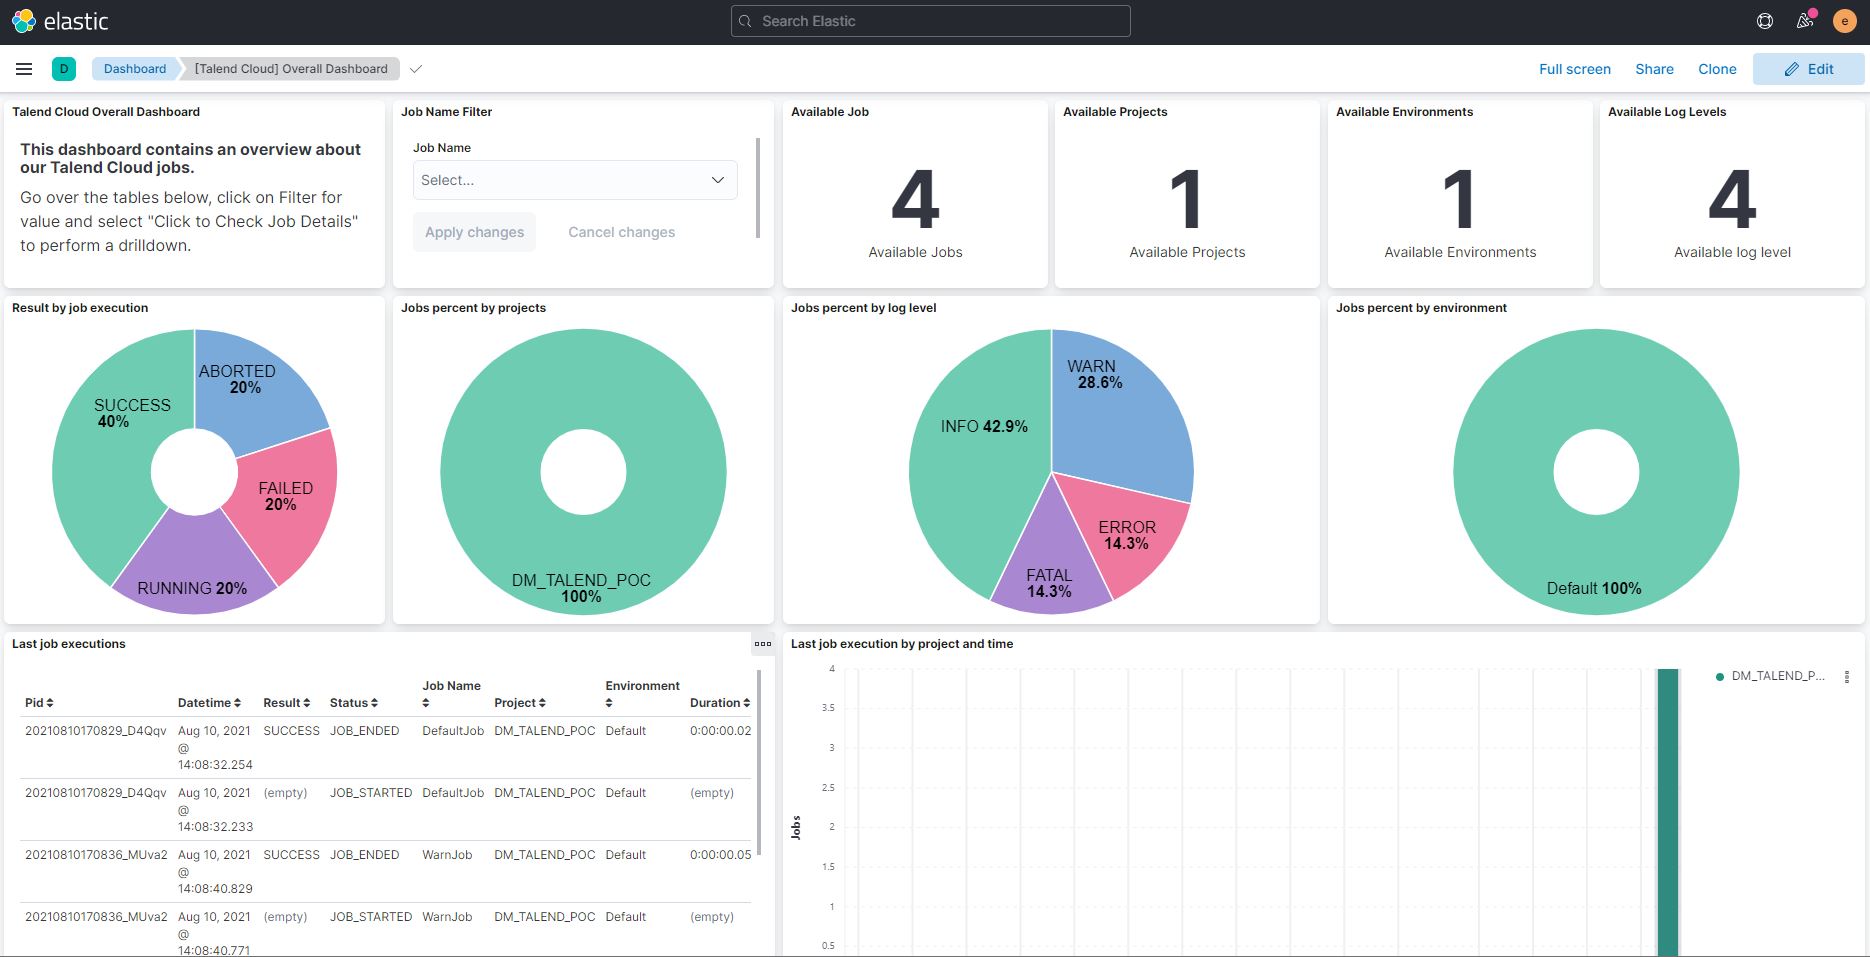 elastic
Search Elastic
e
D
Dashboard
[Talend Cloud] Overall Dashboard
Full screen
Share
Clone
Edit
Talend Cloud Overall Dashboard
This dashboard contains an overview about
our Talend Cloud jobs.
Go over the tables below, click on Filter for
value and select "Click to Check Job Details"
to perform a drilldown.
Job Name Filter
Job Name
Select...
Apply changes
Cancel changes
Available Job
4
Available Jobs
Available Projects
1
Available Projects
Available Environments
1
Available Environments
Available Log Levels
4
Available log level
Result by job execution
ABORTED
20%
SUCCESS
40%
FAILED
20%
RUNNING 20%
Jobs percent by projects
DM_TALEND_POC
100%
Jobs percent by log level
WARN
28.6%
INFO 42.9%
ERROR
14.3%
FATAL
14.3%
Jobs percent by environment
Default 100%
Last job executions
Pid Datetime Result Status Job Name Project Environment Duration
20210810170829_D4Qqv Aug 10, 2021 SUCCESS JOB_ENDED DefaultJob DM_TALEND_POC Default 0:00:00.02
@
14:08:32.254
20210810170829_D4Qqv Aug 10, 2021 (empty) JOB_STARTED DefaultJob DM_TALEND_POC Default (empty)
@
14:08:32.233
20210810170836_MUva2 Aug 10, 2021 SUCCESS JOB_ENDED WarnJob DM_TALEND_POC Default 0:00:00.05
@
14:08:40.829
20210810170836_MUva2 Aug 10, 2021 (empty) JOB_STARTED WarnJob DM_TALEND_POC Default (empty)
@
14:08:40.771
Last job execution by project and time
4
3.5
3
2.5
2
1.5
1
0.5
Jobs
DM_TALEND_P...